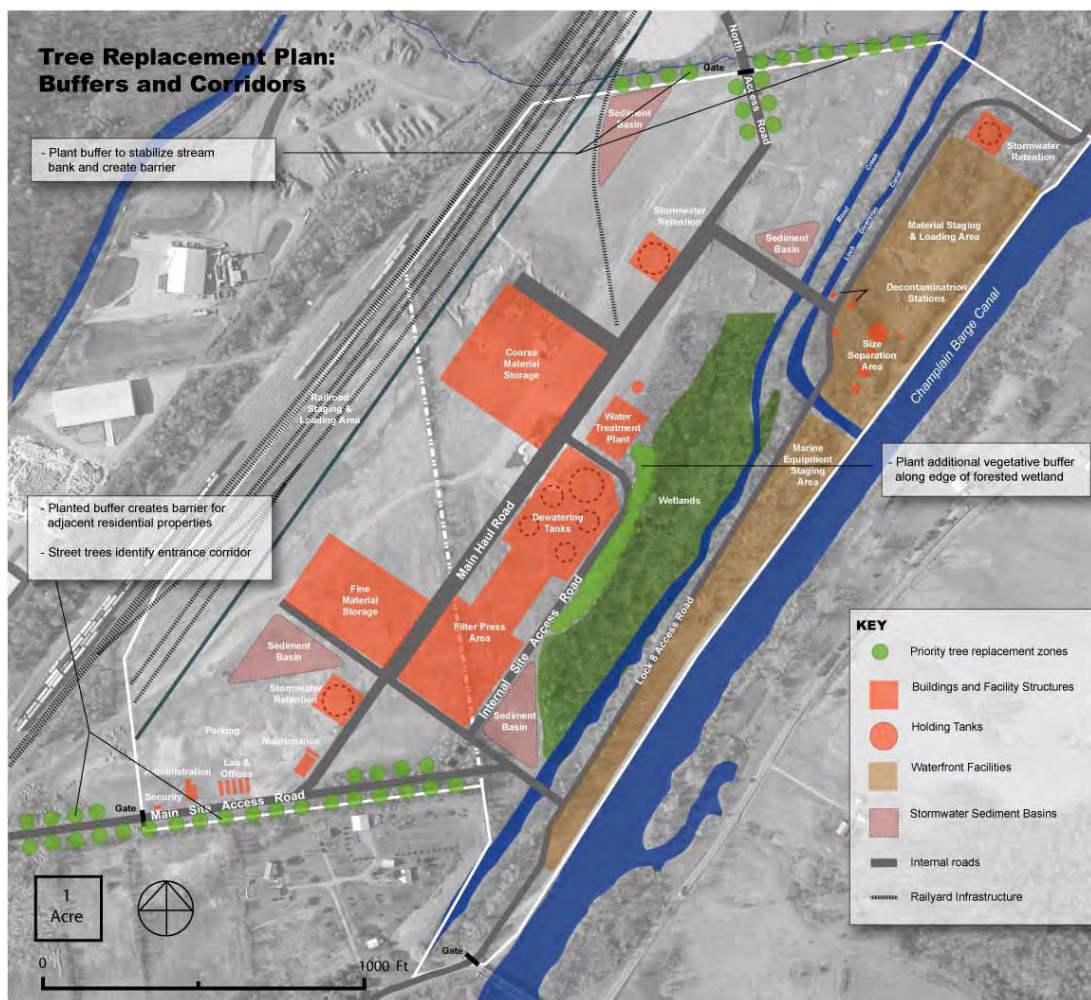 Tree Replacement Plan:
Buffers and Corridors
- Plant buffer to stabilize stream
bank and create barrier
North
Access Road
Gate
Sediment
Basin
Stormwater
Retention
Stormwater
Retention
Sediment
Basin
Bond
Creek
Lock Diversion Canal
Material Staging
& Loading Area
Decontaminatrion
Stations
Size
Separation
Area
Champlain Barge Canal
Coarse
Material
Storage
Railroad
Staging &
Loading Area
Water
Treatment
Plant
Marine
Equipment
Staging
Area
- Plant additional vegetative buffer
along edge of forested wetland
Wetlands
- Planted buffer creates barrier for
adjacent residential properties
- Street trees identify entrance corridor
Dewatering
Tanks
Main Haul Road
Fine
Material
Storage
Filter Press
Area
Internal Site Access Road
Lock 8 Access Road
Sediment
Basin
Stormwater
Retention
Sediment
Basin
Parking
Maintenance
Administration
Lab &
Offices
Security
Gate
Main Site Access Road
Gate
KEY
Priority tree replacement zones
Buildings and Facility Structures
Holding Tanks
Waterfront Facilities
Stormwater Sediment Basins
Internal roads
Railyard Infrastructure
1
Acre
0
1000 Ft